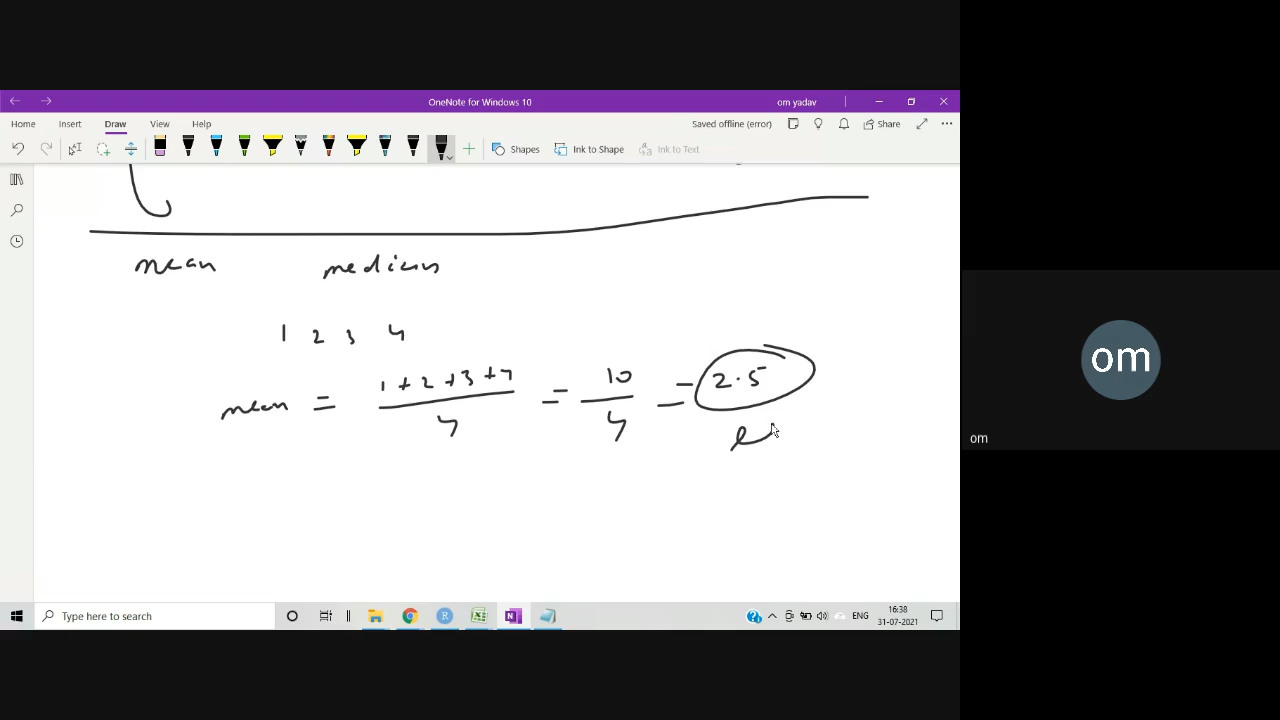 OneNote for Windows 10
om yadav
Home Insert Draw View Help
Saved offline (error) Share
Shapes Ink to Shape Ink to Text
mean median
1 2 3 4
mean = 1+2+3+4 / 4 = 10 / 4 = 2.5
om
om
Type here to search
ENG
16:38
31-07-2021